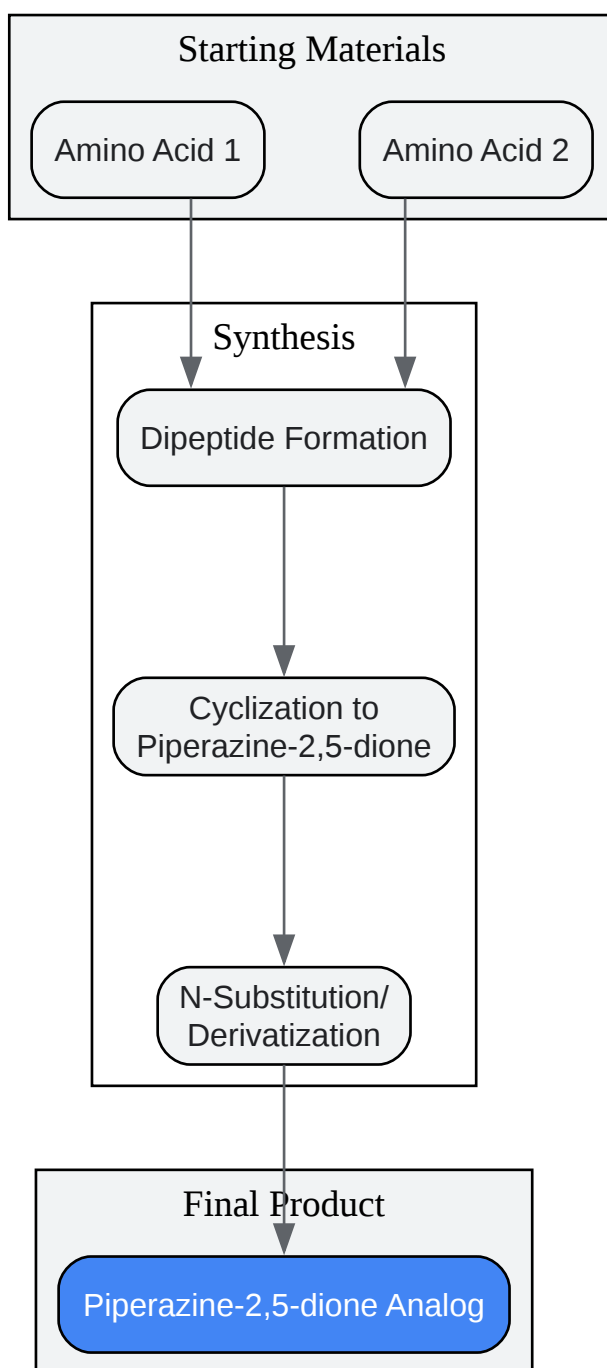 Starting Materials
Amino Acid 1
Amino Acid 2
Synthesis
Dipeptide Formation
Cyclization to
Piperazine-2,5-dione
N-Substitution/
Derivatization
Final Product
Piperazine-2,5-dione Analog